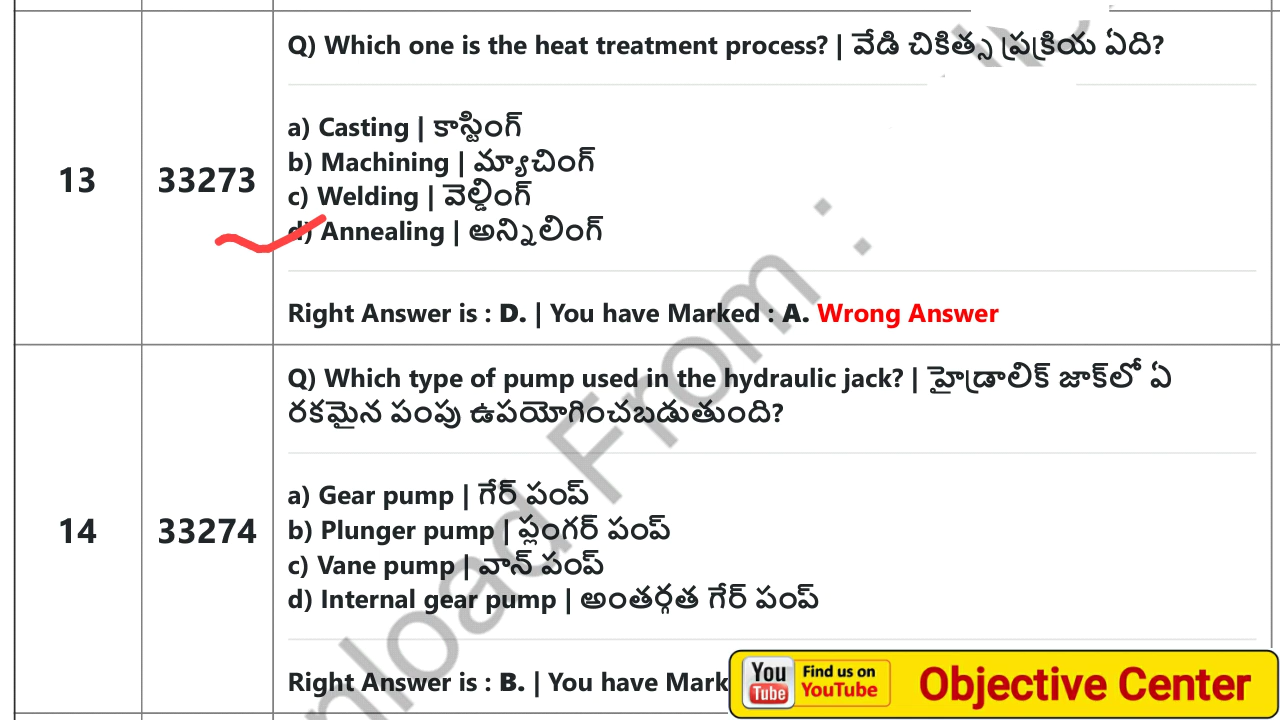 13
33273
Q) Which one is the heat treatment process? | వేడి చికిత్స ప్రక్రియ ఏది?
a) Casting | కాస్టింగ్
b) Machining | మ్యాచింగ్
c) Welding | వెల్డింగ్
d) Annealing | అన్నిలింగ్
Right Answer is : D. | You have Marked : A. Wrong Answer
14
33274
Q) Which type of pump used in the hydraulic jack? | హైడ్రాలిక్ జాక్‌లో ఏ
రకమైన పంపు ఉపయోగించబడుతుంది?
a) Gear pump | గేర్ పంప్
b) Plunger pump | ప్లంగర్ పంప్
c) Vane pump | వాన్ పంప్
d) Internal gear pump | అంతర్గత గేర్ పంప్
Right Answer is : B. | You have Mark
nload From :
You Tube
Find us on
YouTube
Objective Center